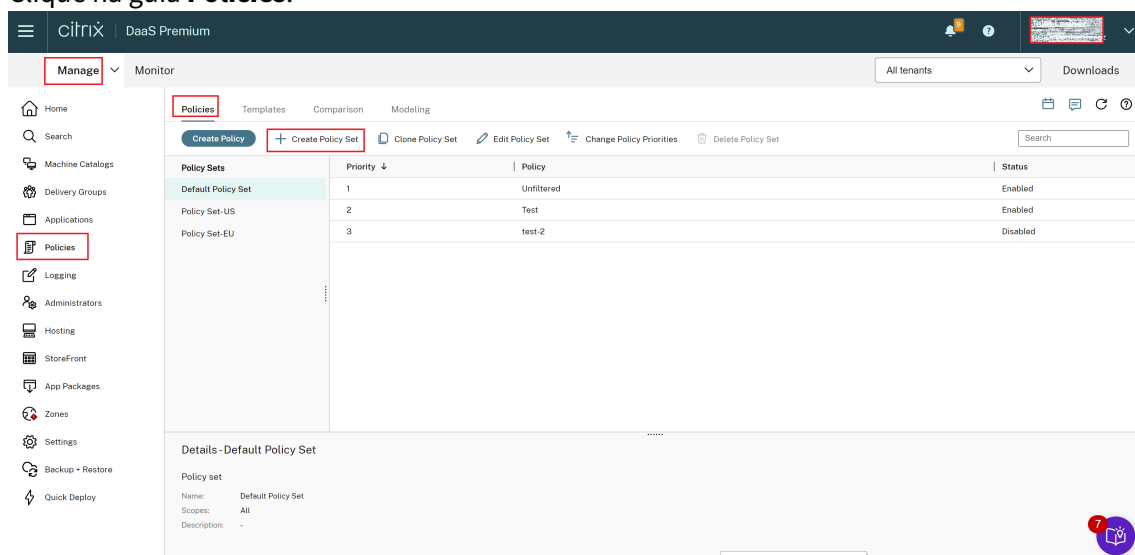 Clique na guia Policies.
citrix | DaaS Premium
9
Manage Monitor All tenants Downloads
Home
Search
Machine Catalogs
Delivery Groups
Applications
Policies
Logging
Administrators
Hosting
StoreFront
App Packages
Zones
Settings
Backup + Restore
Quick Deploy
Policies Templates Comparison Modeling
Create Policy Create Policy Set Clone Policy Set Edit Policy Set Change Policy Priorities Delete Policy Set Search
Policy Sets Priority ↓ Policy Status
Default Policy Set 1 Unfiltered Enabled
Policy Set-US 2 Test Enabled
Policy Set-EU 3 test-2 Disabled
Details - Default Policy Set
Policy set
Name: Default Policy Set
Scopes: All
Description: -
7